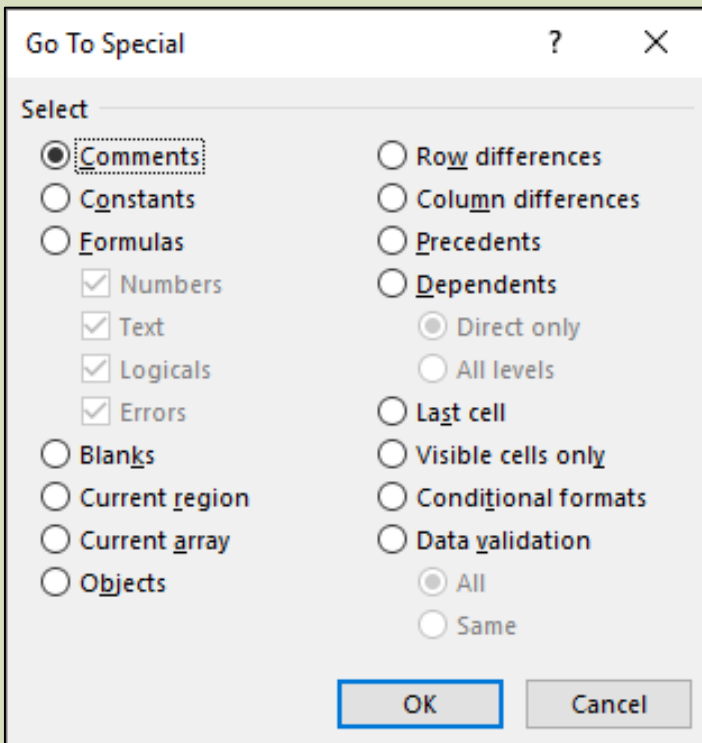 Go To Special ?
Select
Comments
Constants
Formulas
Numbers
Text
Logicals
Errors
Blanks
Current region
Current array
Objects
Row differences
Column differences
Precedents
Dependents
Direct only
All levels
Last cell
Visible cells only
Conditional formats
Data validation
All
Same
OK
Cancel